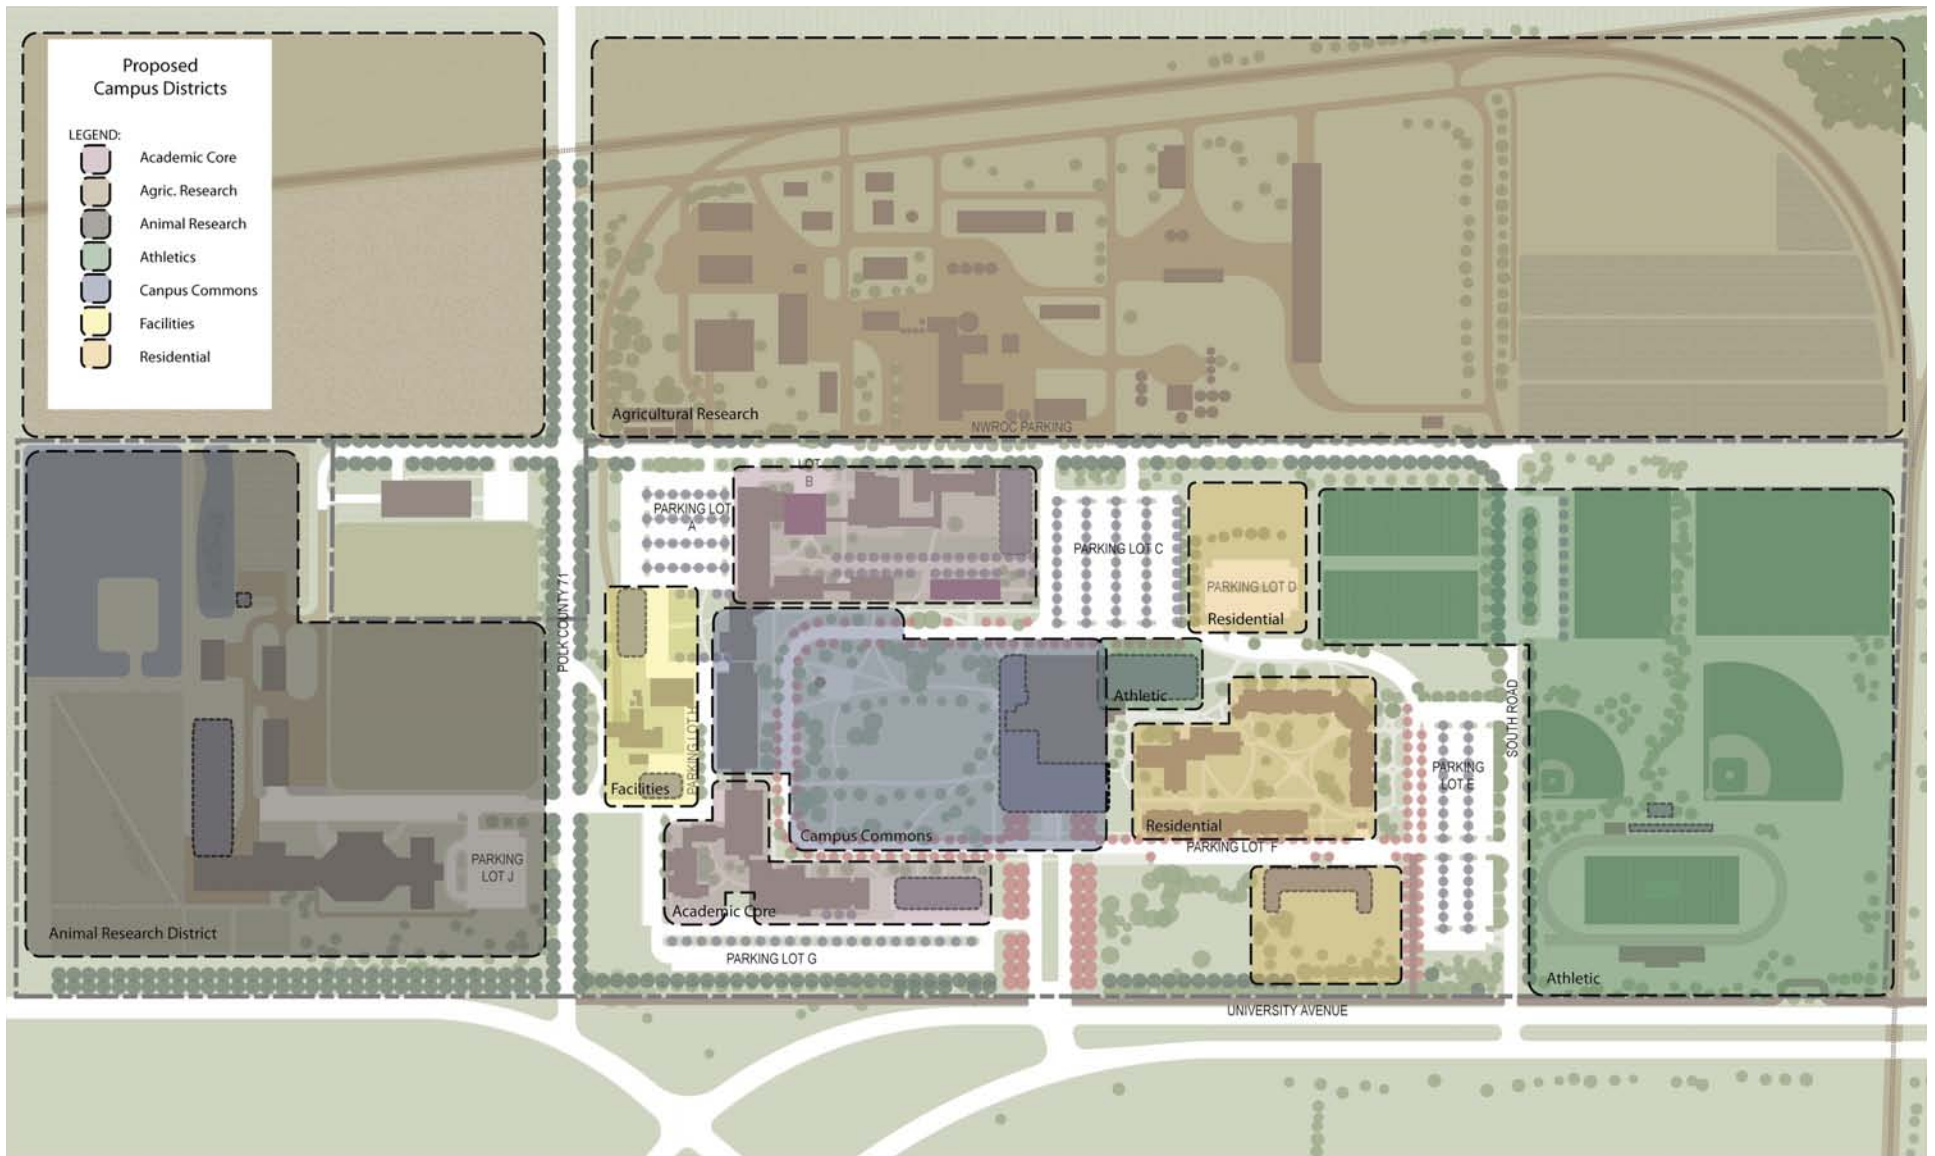 Proposed
Campus Districts
LEGEND:
Academic Core
Agric. Research
Animal Research
Athletics
Canpus Commons
Facilities
Residential
Agricultural Research
NWROC PARKING
LOT
B
PARKING LOT
A
PARKING LOT C
PARKING LOT D
Residential
POLK COUNTY 71
Athletic
SOUTH ROAD
PARKING
LOT E
Facilities
Campus Commons
Residential
PARKING LOT F
PARKING
LOT J
Academic Core
Animal Research District
PARKING LOT G
Athletic
UNIVERSITY AVENUE
PARKING LOT